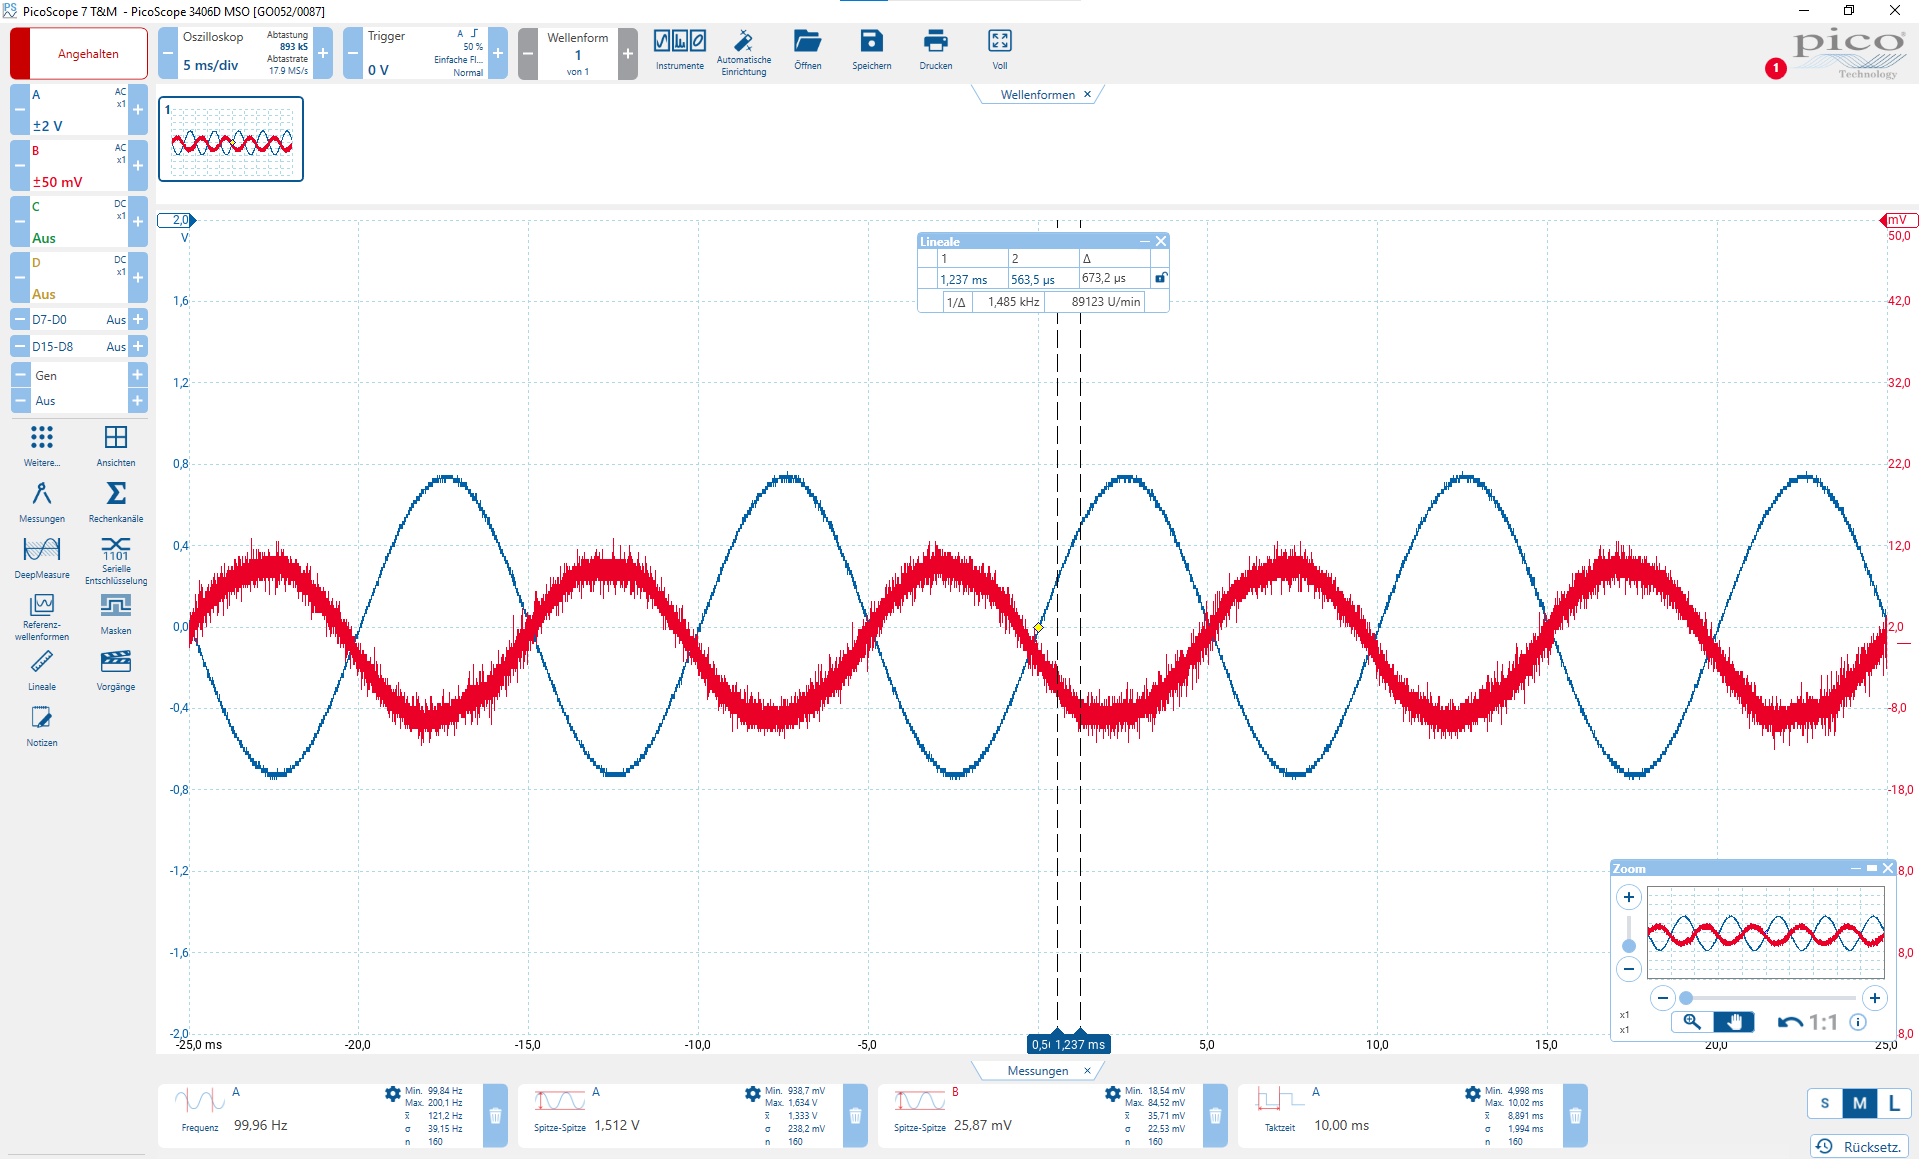 PicoScope 7 T&M - PicoScope 3406D MSO [GO052/0087]
Angehalten
Oszilloskop
5 ms/div
Abtastung
893 kS
Abtastrate
17.9 MS/s
Trigger
0 V
A
50 %
Einfache Fl...
Normal
Wellenform
1
von 1
Instrumente
Automatische
Einrichtung
Öffnen
Speichern
Drucken
Voll
1
pico
Technology
A AC
x1
±2 V
B AC
x1
±50 mV
C DC
x1
Aus
D DC
x1
Aus
D7-D0 Aus
D15-D8 Aus
Gen
Aus
Weitere... Ansichten
Messungen Rechenkanäle
DeepMeasure
1101
Serielle
Entschlüsselung
Referenz-
wellenformen
Masken
Lineale Vorgänge
Notizen
Wellenformen ×
1
2,0
V
1,6
1,2
0,8
0,4
0,0
-0,4
-0,8
-1,2
-1,6
-2,0
mV
50,0
42,0
32,0
22,0
12,0
2,0
-8,0
-18,0
8,0
8,0
8,0
Lineale
1 2 Δ
1,237 ms 563,5 µs 673,2 µs
1/Δ 1,485 kHz 89123 U/min
Zoom
x1
x1
1:1
-25,0 ms -20,0 -15,0 -10,0 -5,0 1,237 ms 5,0 10,0 15,0 20,0 25,0
Messungen ×
A
Frequenz 99,96 Hz
Min. 99,84 Hz
Max. 200,1 Hz
x̄ 121,2 Hz
σ 39,15 Hz
n 160
A
Spitze-Spitze 1,512 V
Min. 938,7 mV
Max. 1,634 V
x̄ 1,333 V
σ 238,2 mV
n 160
B
Spitze-Spitze 25,87 mV
Min. 18,54 mV
Max. 84,52 mV
x̄ 35,71 mV
σ 22,53 mV
n 160
A
Taktzeit 10,00 ms
Min. 4,998 ms
Max. 10,02 ms
x̄ 8,891 ms
σ 1,994 ms
n 160
S M L
Rücksetz.